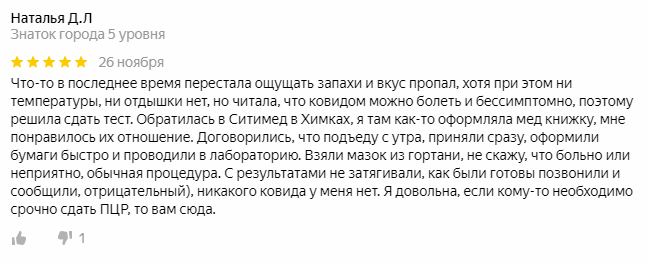 Наталья Д.Л
Знаток города 5 уровня
26 ноября
Что-то в последнее время перестала ощущать запахи и вкус пропал, хотя при этом ни
температуры, ни отдышки нет, но читала, что ковидом можно болеть и бессимптомно, поэтому
решила сдать тест. Обратилась в Ситимед в Химках, я там как-то оформляла мед книжку, мне
понравилось их отношение. Договорились, что подъеду с утра, приняли сразу, оформили
бумаги быстро и проводили в лабораторию. Взяли мазок из гортани, не скажу, что больно или
неприятно, обычная процедура. С результатами не затягивали, как были готовы позвонили и
сообщили, отрицательный), никакого ковида у меня нет. Я довольна, если кому-то необходимо
срочно сдать ПЦР, то вам сюда.
1